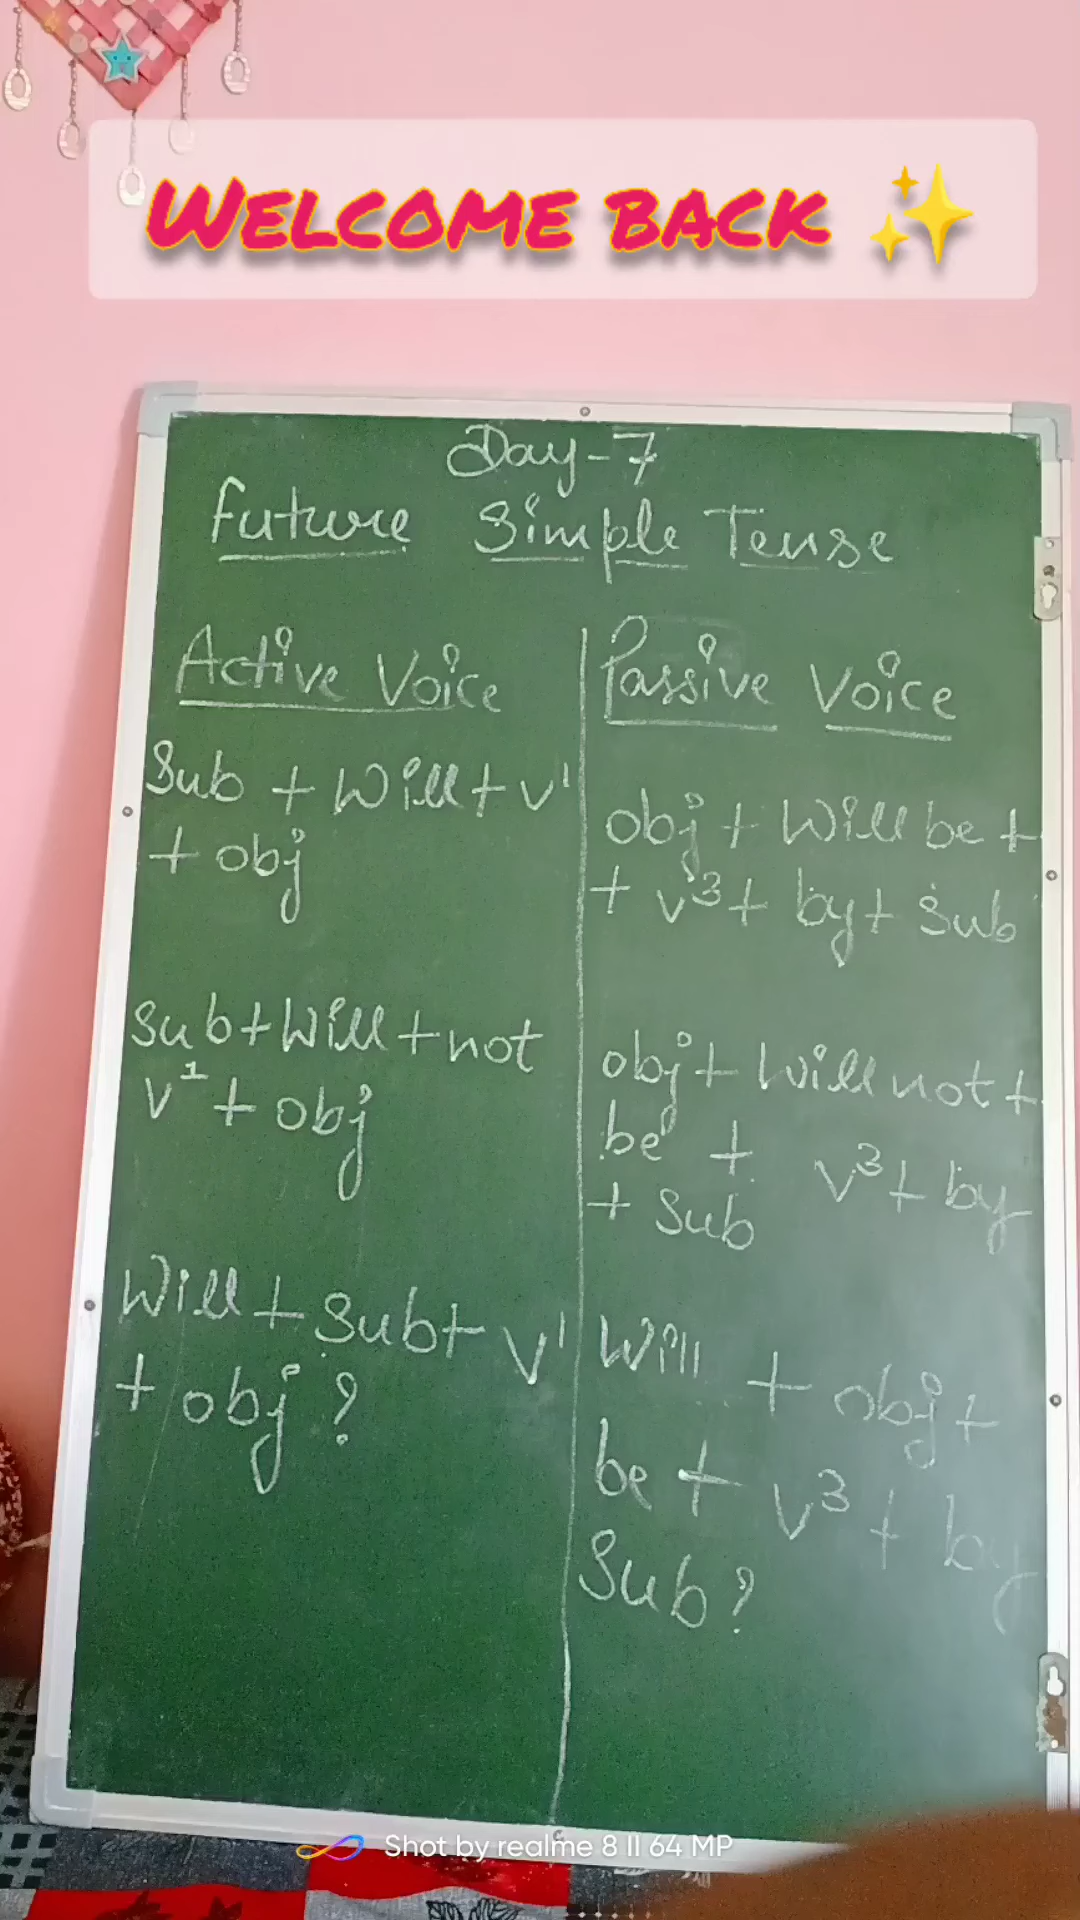 WELCOME BACK ✨
Day-7
Future Simple Tense
Active Voice
Sub + Will + v¹
+ obj
Sub + Will + not
v¹ + obj
Will + Sub + v¹
+ obj ?
Passive Voice
obj + Will be +
+ v³ + by + Sub
obj + Will not +
be + v³ + by
+ Sub
Will + obj +
be + v³ + by
Sub ?
Shot by realme 8 II 64 MP